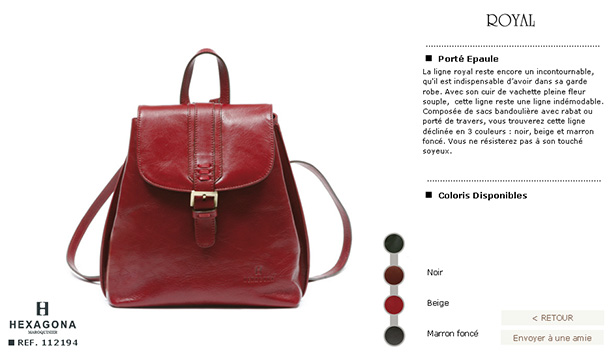 ROYAL
Porté Epaule
La ligne royal reste encore un incontournable,
qu'il est indispensable d'avoir dans sa garde
robe. Avec son cuir de vachette pleine fleur
souple, cette ligne reste une ligne indémodable.
Composée de sacs bandoulière avec rabat ou
porté de travers, vous trouverez cette ligne
déclinée en 3 couleurs : noir, beige et marron
foncé. Vous ne résisterez pas à son touché
soyeux.
Coloris Disponibles
Noir
Beige
Marron foncé
< RETOUR
Envoyer à une amie
H
HEXAGONA
MAROQUINIER
REF. 112194